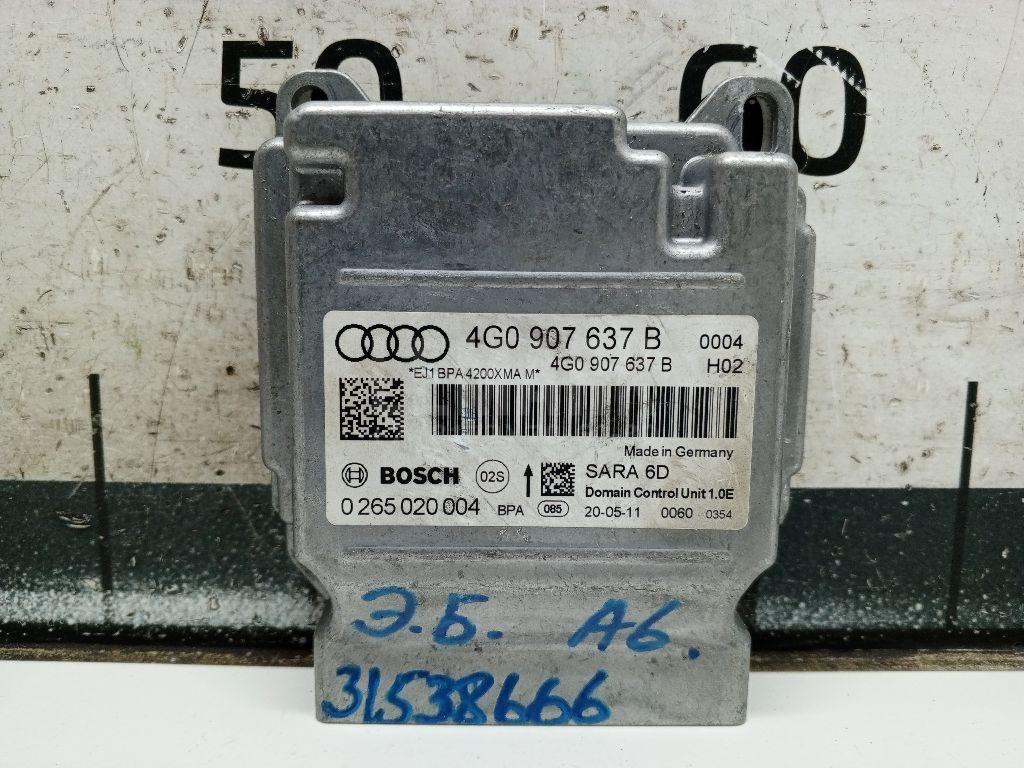 50 60
4G0 907 637 B 0004
4G0 907 637 B H02
*EJ1 BPA 4200XMA M*
Made in Germany
BOSCH 02S SARA 6D
Domain Control Unit 1.0E
0 265 020 004 BPA 085 20-05-11 0060 0354
Э.Б. А6.
31538666